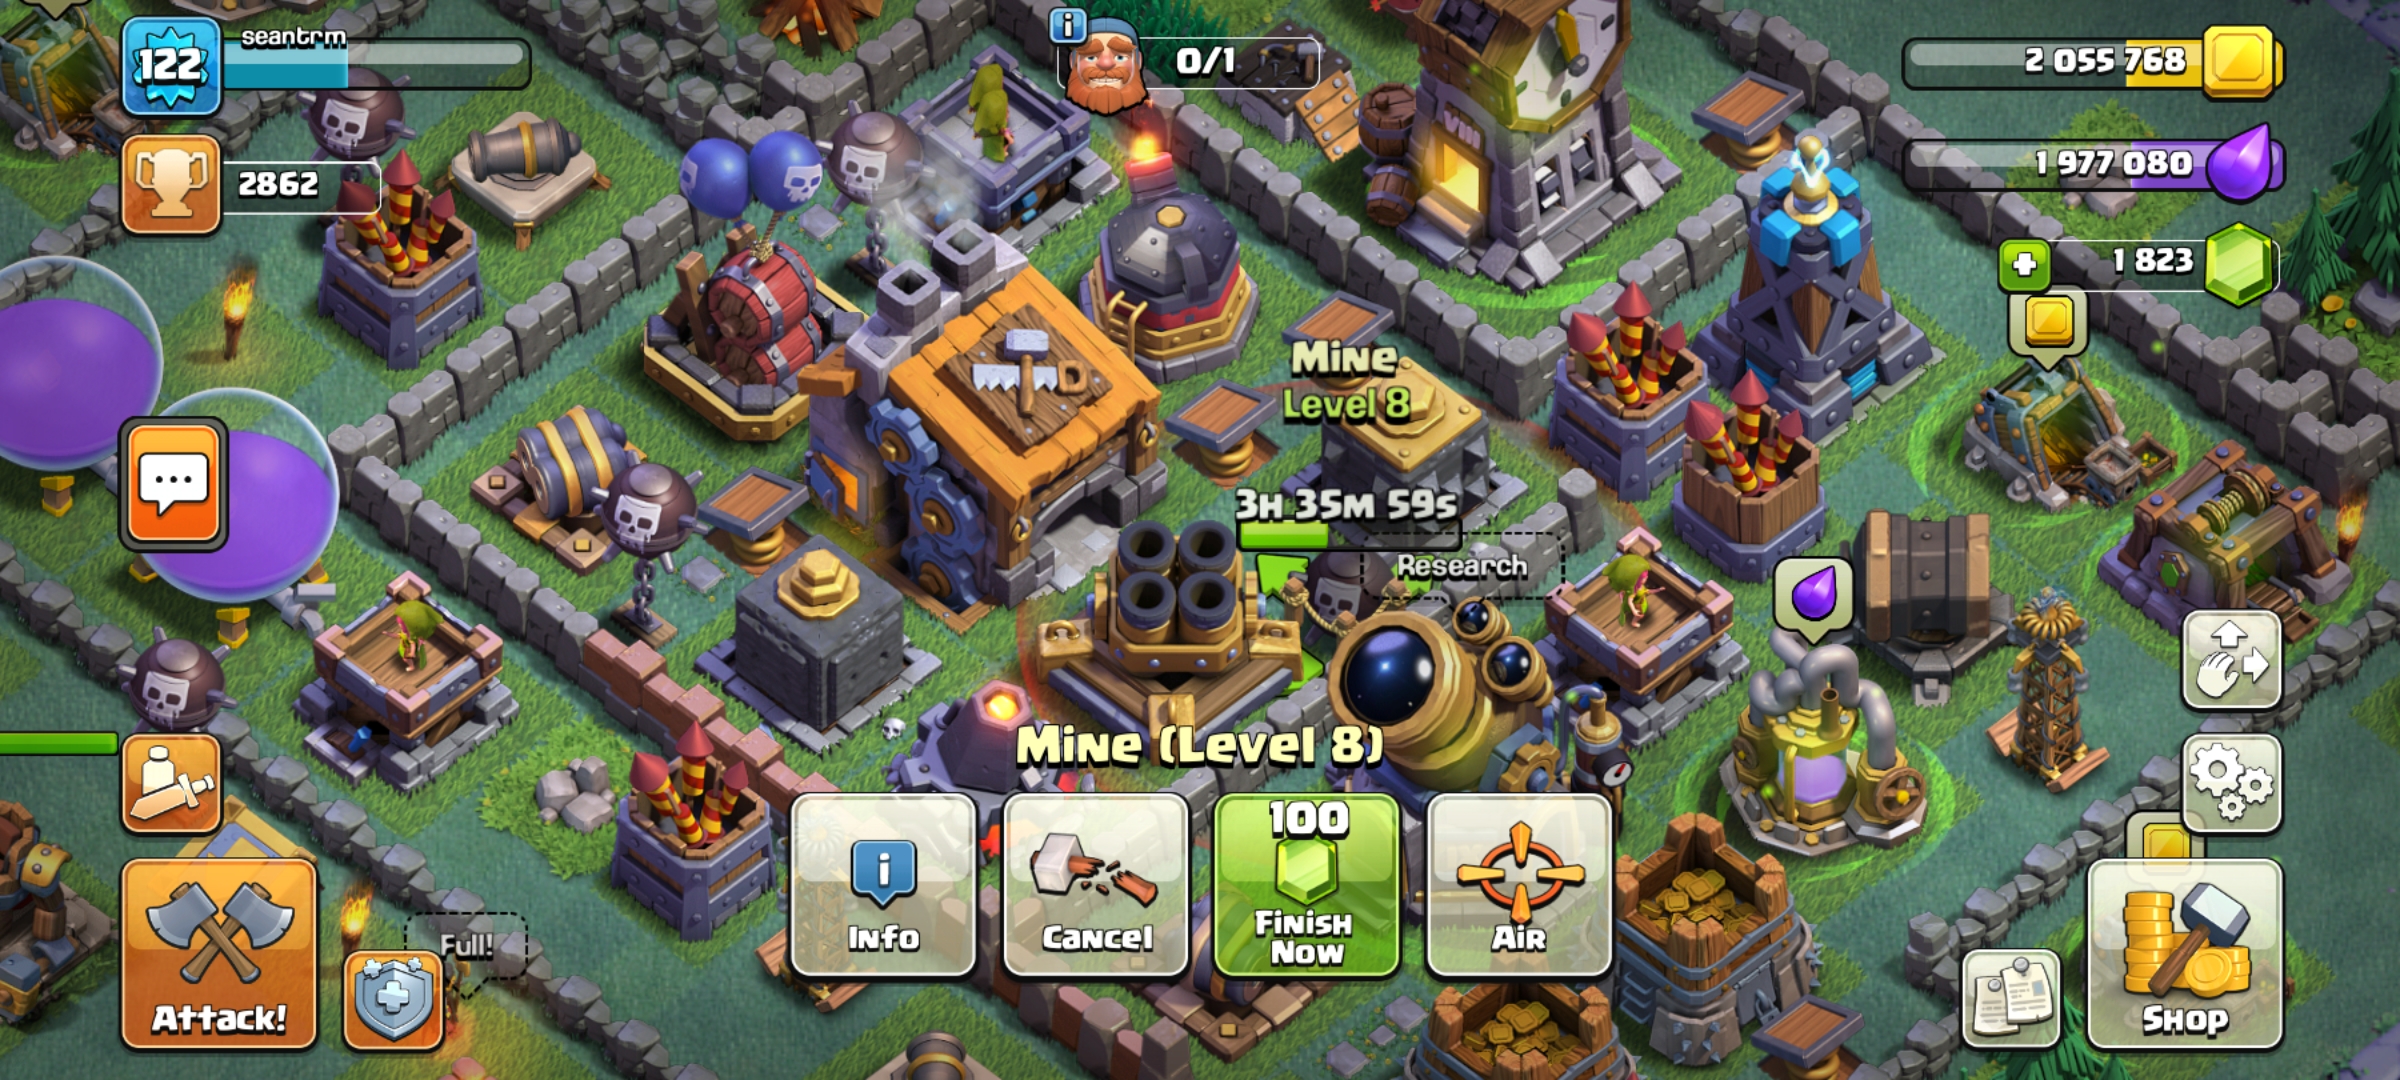 122
seantrm
i
0/1
2 055 768
2862
VIII
1 977 080
1 823
Mine
Level 8
3H 35M 59s
Research
Mine (Level 8)
i
Info
Cancel
100
Finish
Now
Air
Full!
Attack!
Shop